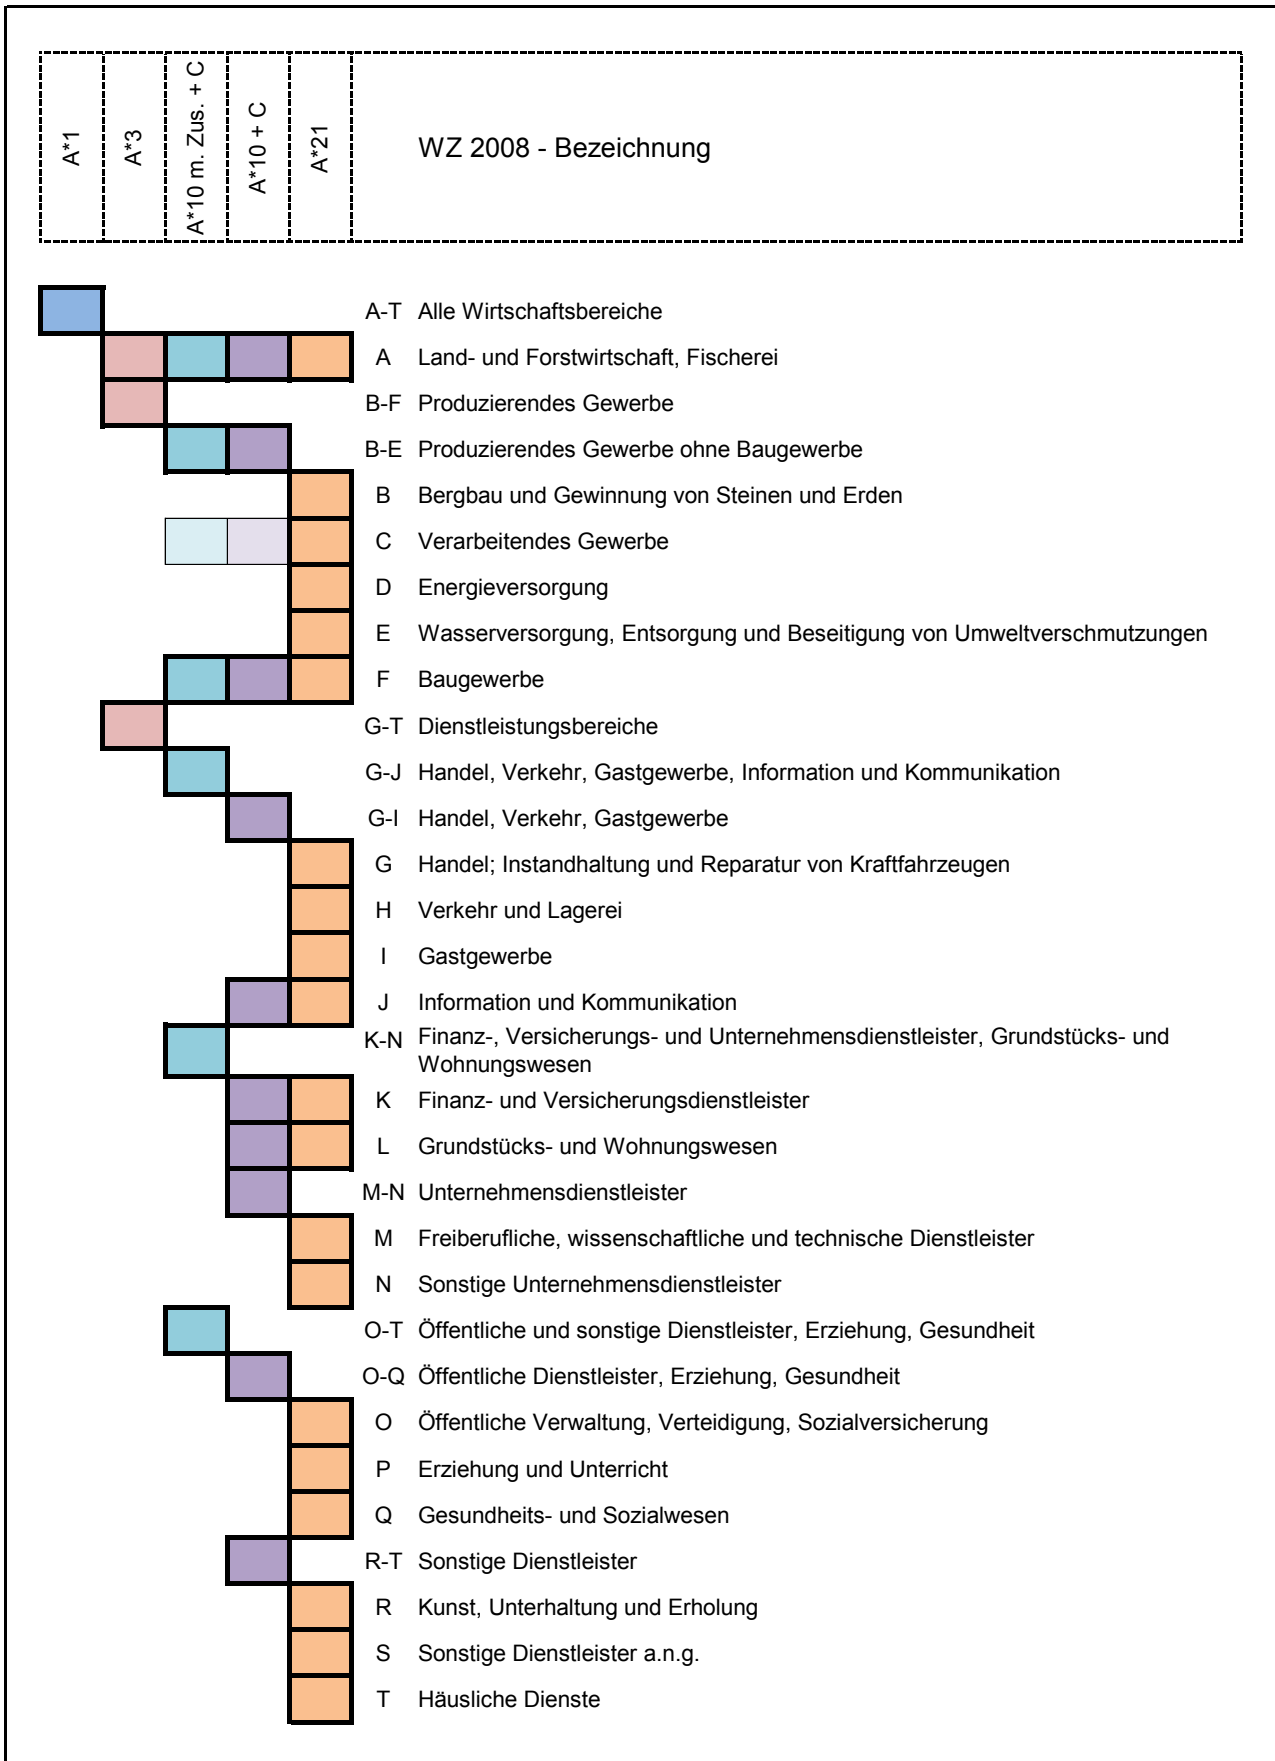 A*1
A*3
A*10 m. Zus. + C
A*10 + C
A*21
WZ 2008 - Bezeichnung
A-T Alle Wirtschaftsbereiche
A Land- und Forstwirtschaft, Fischerei
B-F Produzierendes Gewerbe
B-E Produzierendes Gewerbe ohne Baugewerbe
B Bergbau und Gewinnung von Steinen und Erden
C Verarbeitendes Gewerbe
D Energieversorgung
E Wasserversorgung, Entsorgung und Beseitigung von Umweltverschmutzungen
F Baugewerbe
G-T Dienstleistungsbereiche
G-J Handel, Verkehr, Gastgewerbe, Information und Kommunikation
G-I Handel, Verkehr, Gastgewerbe
G Handel; Instandhaltung und Reparatur von Kraftfahrzeugen
H Verkehr und Lagerei
I Gastgewerbe
J Information und Kommunikation
K-N Finanz-, Versicherungs- und Unternehmensdienstleister, Grundstücks- und
Wohnungswesen
K Finanz- und Versicherungsdienstleister
L Grundstücks- und Wohnungswesen
M-N Unternehmensdienstleister
M Freiberufliche, wissenschaftliche und technische Dienstleister
N Sonstige Unternehmensdienstleister
O-T Öffentliche und sonstige Dienstleister, Erziehung, Gesundheit
O-Q Öffentliche Dienstleister, Erziehung, Gesundheit
O Öffentliche Verwaltung, Verteidigung, Sozialversicherung
P Erziehung und Unterricht
Q Gesundheits- und Sozialwesen
R-T Sonstige Dienstleister
R Kunst, Unterhaltung und Erholung
S Sonstige Dienstleister a.n.g.
T Häusliche Dienste